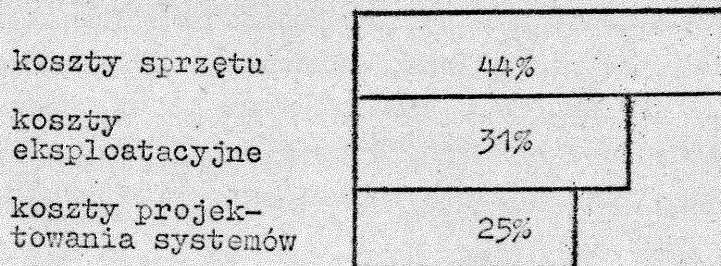 koszty sprzętu 44%
koszty
eksploatacyjne 31%
koszty projek-
towania systemów 25%